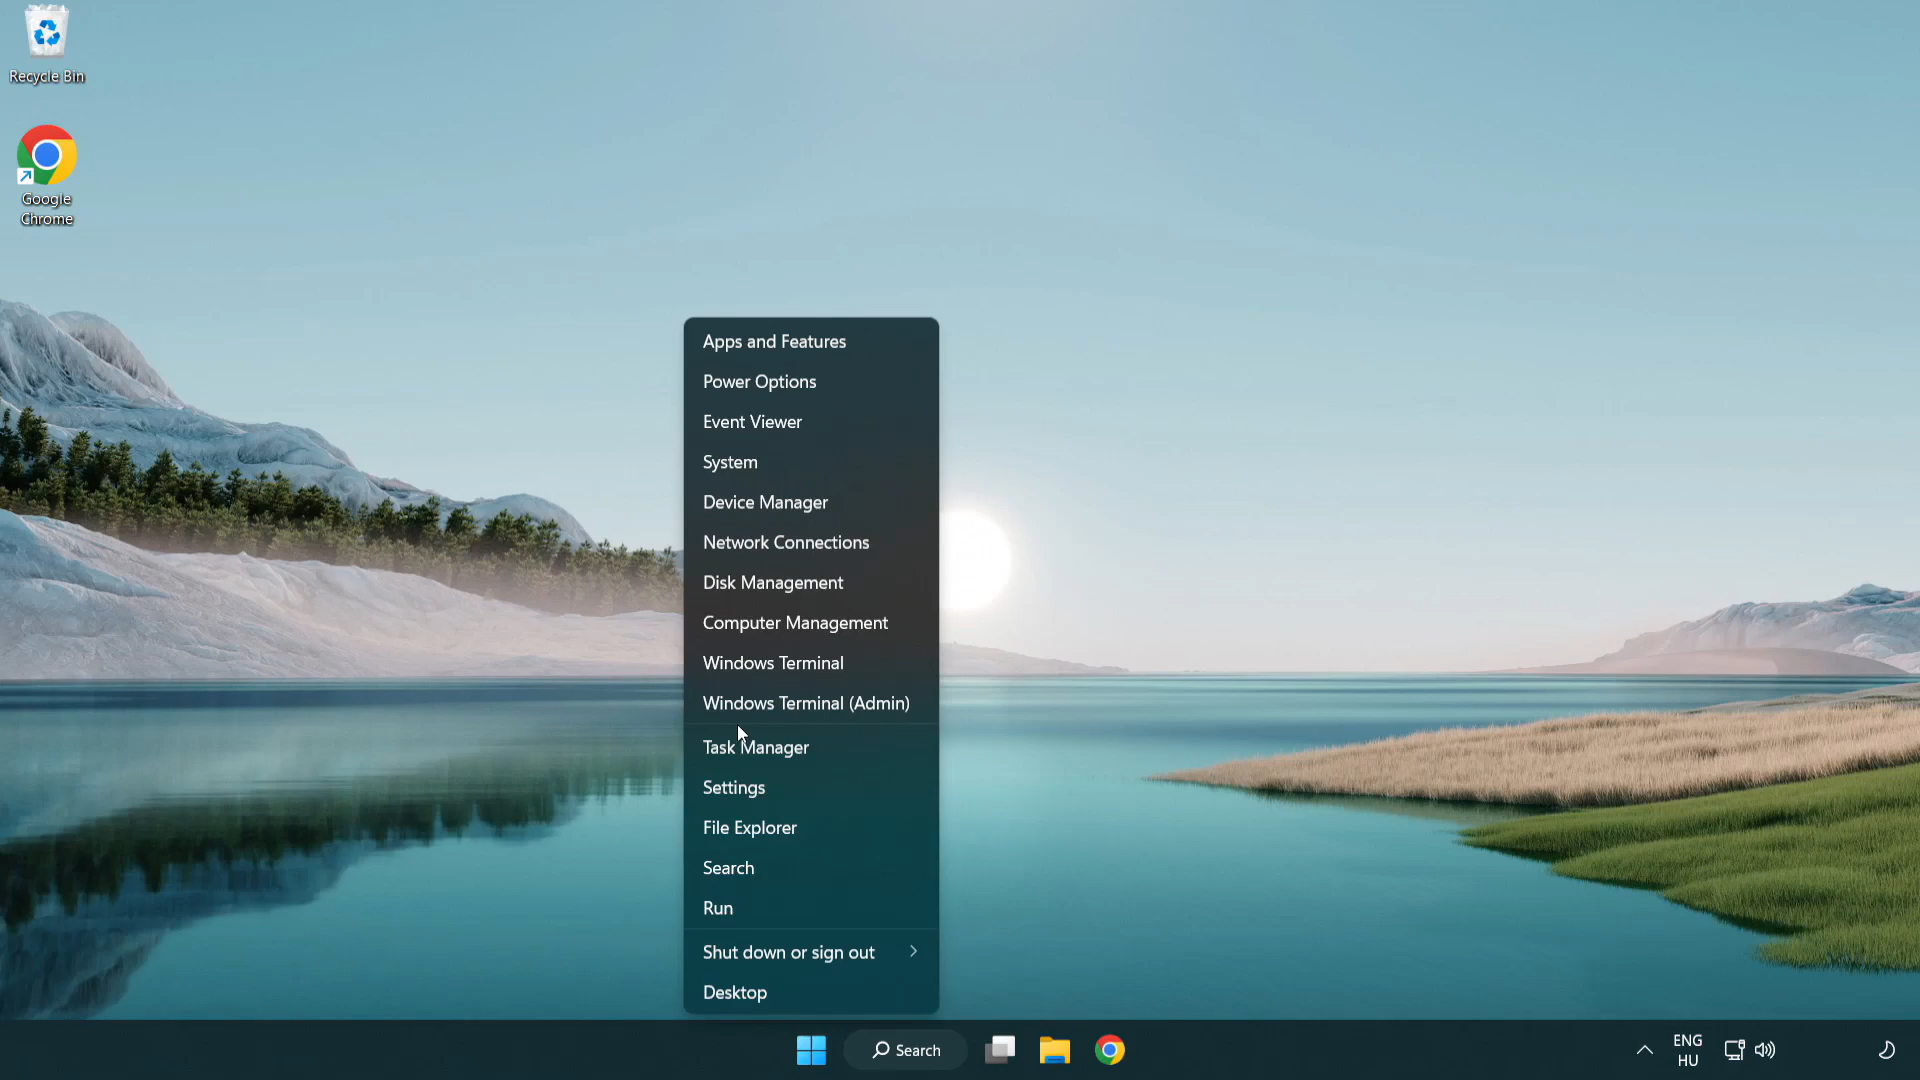 Recycle Bin
Google
Chrome
Apps and Features
Power Options
Event Viewer
System
Device Manager
Network Connections
Disk Management
Computer Management
Windows Terminal
Windows Terminal (Admin)
Task Manager
Settings
File Explorer
Search
Run
Shut down or sign out
Desktop
Search
ENG
HU